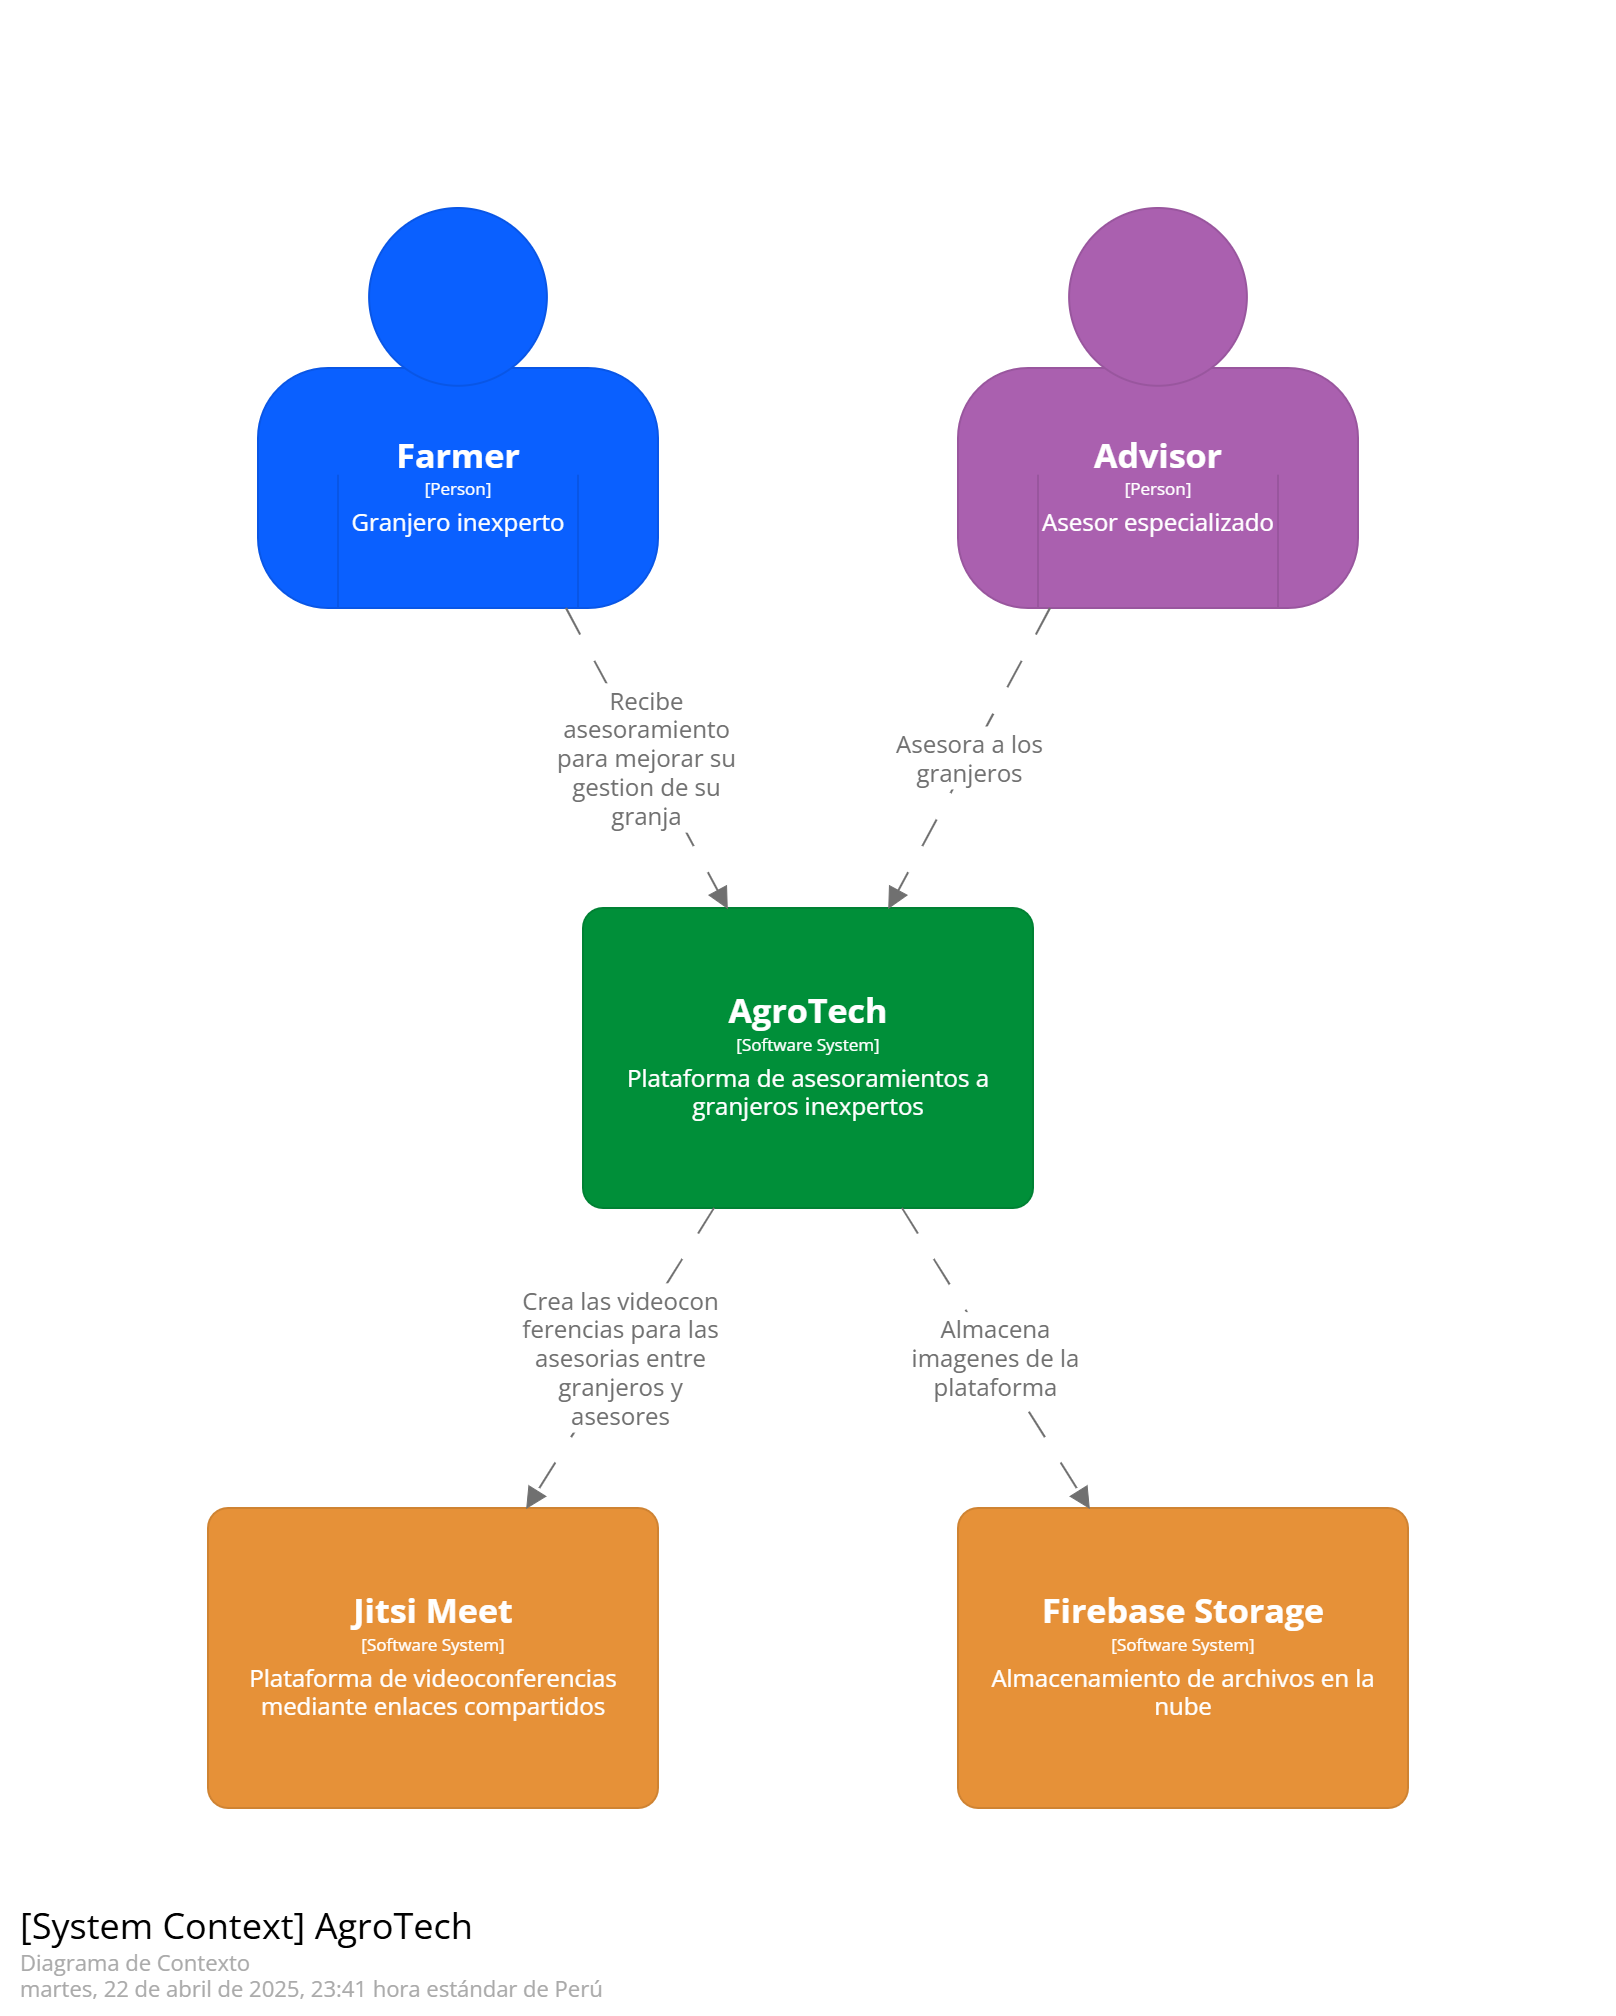 Farmer
[Person]
Granjero inexperto
Advisor
[Person]
Asesor especializado
Recibe
asesoramiento
para mejorar su
gestion de su
granja
Asesora a los
granjeros
AgroTech
[Software System]
Plataforma de asesoramientos a
granjeros inexpertos
Crea las videocon
ferencias para las
asesorias entre
granjeros y
asesores
Almacena
imagenes de la
plataforma
Jitsi Meet
[Software System]
Plataforma de videoconferencias
mediante enlaces compartidos
Firebase Storage
[Software System]
Almacenamiento de archivos en la
nube
[System Context] AgroTech
Diagrama de Contexto
martes, 22 de abril de 2025, 23:41 hora estándar de Perú